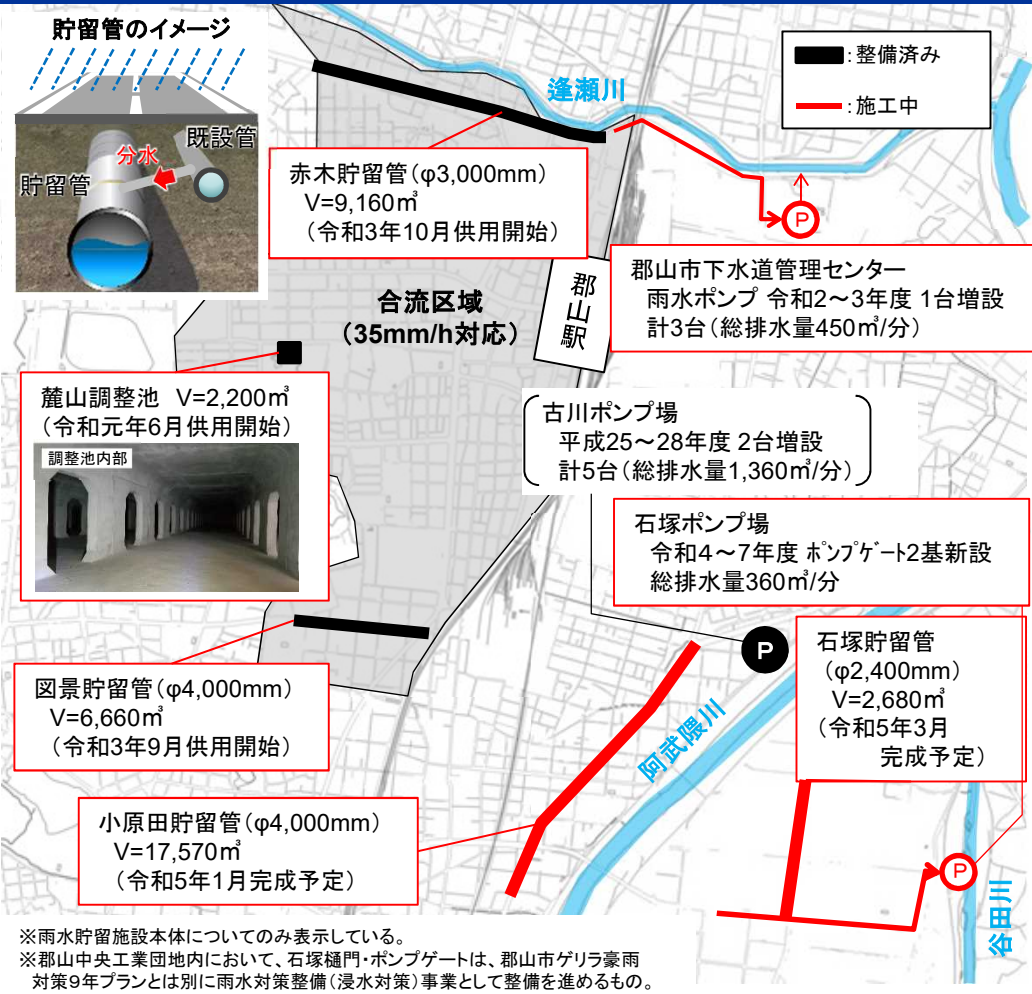 貯留管のイメージ
既設管
分水
貯留管
:整備済み
:施工中
逢瀬川
赤木貯留管(φ3,000mm)
V=9,160㎥
(令和3年10月供用開始)
P
郡山市下水道管理センター
雨水ポンプ 令和2～3年度 1台増設
計3台(総排水量450㎥/分)
合流区域
(35mm/h対応)
郡山駅
麓山調整池 V=2,200㎥
(令和元年6月供用開始)
調整池内部
古川ポンプ場
平成25～28年度 2台増設
計5台(総排水量1,360㎥/分)
石塚ポンプ場
令和4～7年度 ﾎﾟﾝﾌﾟｹﾞｰﾄ2基新設
総排水量360㎥/分
P
石塚貯留管
(φ2,400mm)
V=2,680㎥
(令和5年3月
完成予定)
図景貯留管(φ4,000mm)
V=6,660㎥
(令和3年9月供用開始)
阿武隈川
小原田貯留管(φ4,000mm)
V=17,570㎥
(令和5年1月完成予定)
P
谷田川
※雨水貯留施設本体についてのみ表示している。
※郡山中央工業団地内において、石塚樋門・ポンプゲートは、郡山市ゲリラ豪雨
対策9年プランとは別に雨水対策整備(浸水対策)事業として整備を進めるもの。